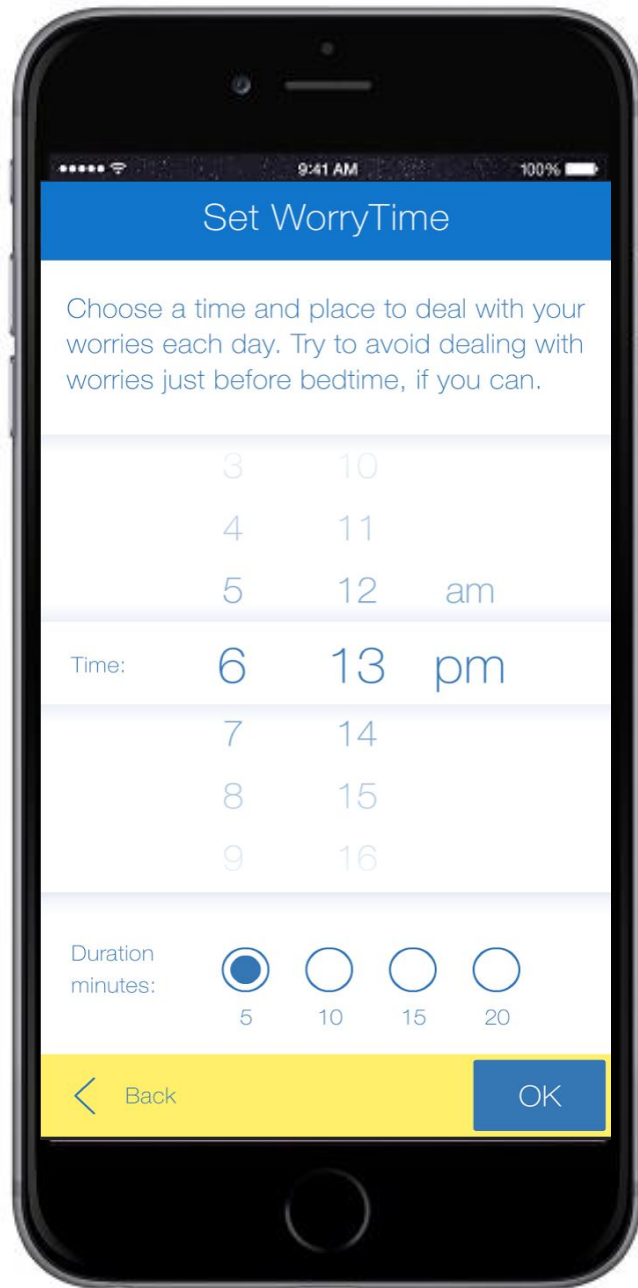 9:41 AM 100%
Set WorryTime
Choose a time and place to deal with your
worries each day. Try to avoid dealing with
worries just before bedtime, if you can.
3 10
4 11
5 12 am
Time: 6 13 pm
7 14
8 15
9 16
Duration
minutes:
5 10 15 20
Back OK